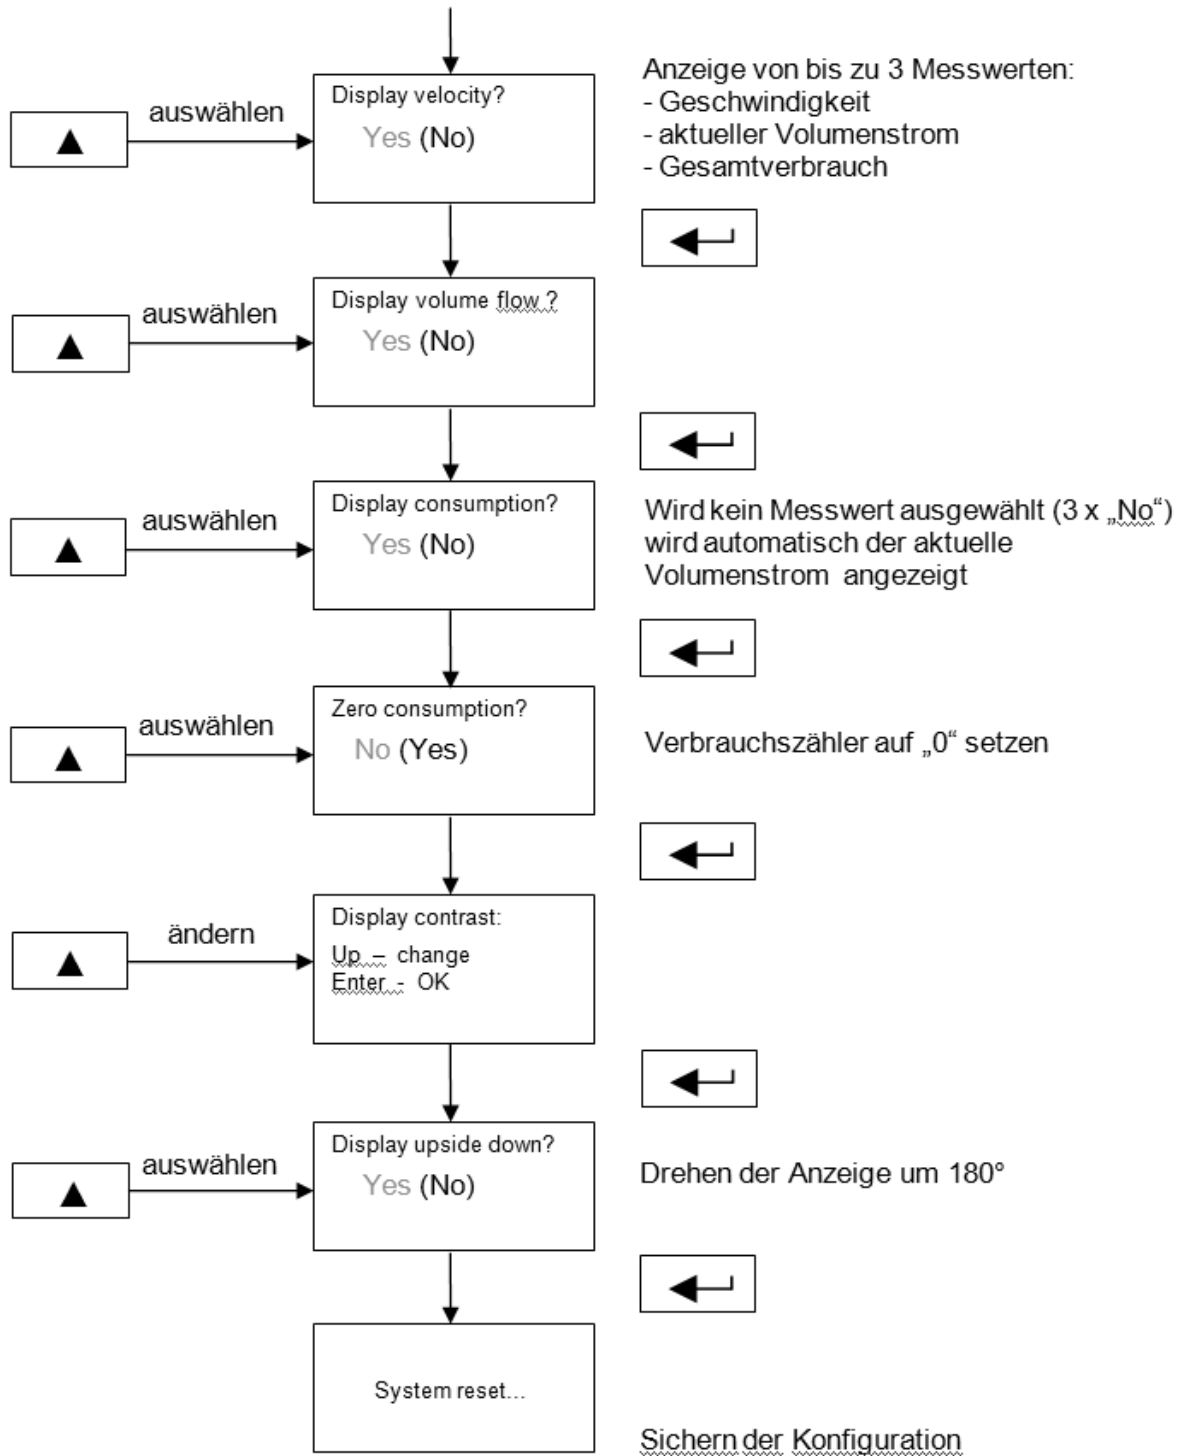 auswählen
Display velocity?
Yes (No)
Anzeige von bis zu 3 Messwerten:
- Geschwindigkeit
- aktueller Volumenstrom
- Gesamtverbrauch
auswählen
Display volume flow ?
Yes (No)
auswählen
Display consumption?
Yes (No)
Wird kein Messwert ausgewählt (3 x „No“)
wird automatisch der aktuelle
Volumenstrom angezeigt
auswählen
Zero consumption?
No (Yes)
Verbrauchszähler auf „0“ setzen
ändern
Display contrast:
Up – change
Enter - OK
auswählen
Display upside down?
Yes (No)
Drehen der Anzeige um 180°
System reset...
Sichern der Konfiguration